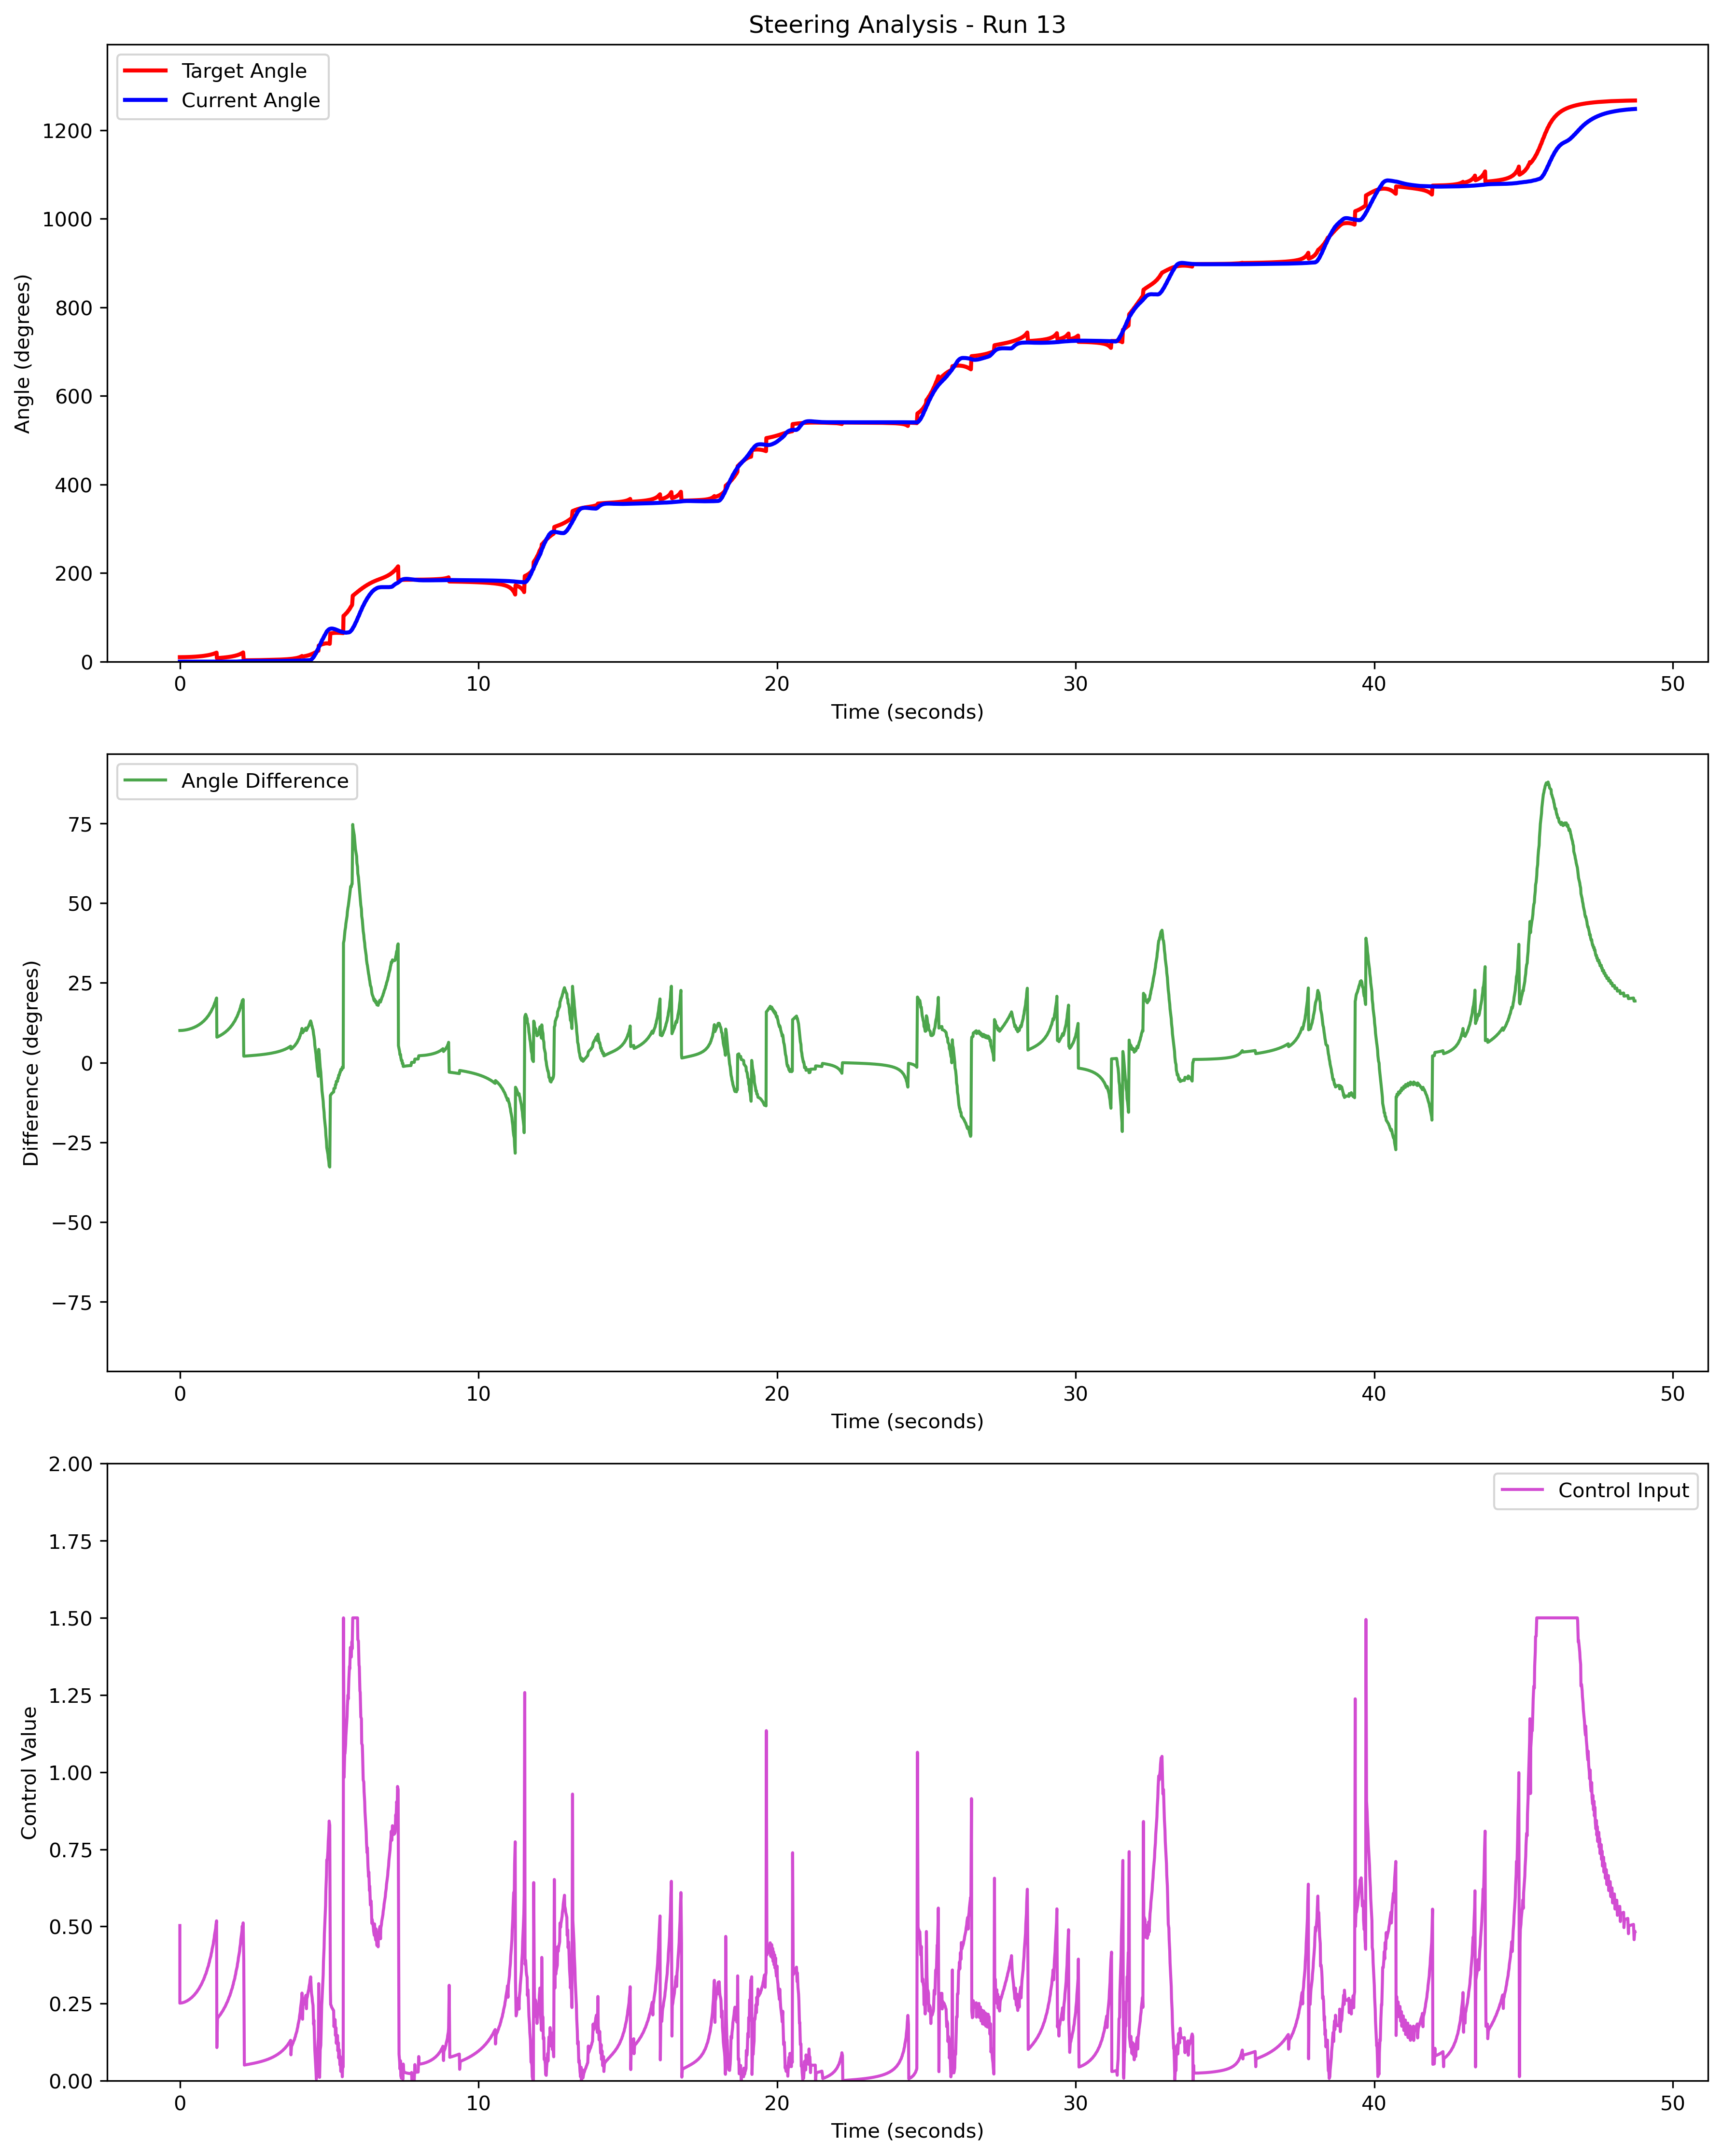 Steering Analysis - Run 13
Target Angle
Current Angle
Angle (degrees)
1200
1000
800
600
400
200
0
0 10 20 30 40 50
Time (seconds)
Angle Difference
Difference (degrees)
75
50
25
0
−25
−50
−75
0 10 20 30 40 50
Time (seconds)
Control Input
Control Value
2.00
1.75
1.50
1.25
1.00
0.75
0.50
0.25
0.00
0 10 20 30 40 50
Time (seconds)